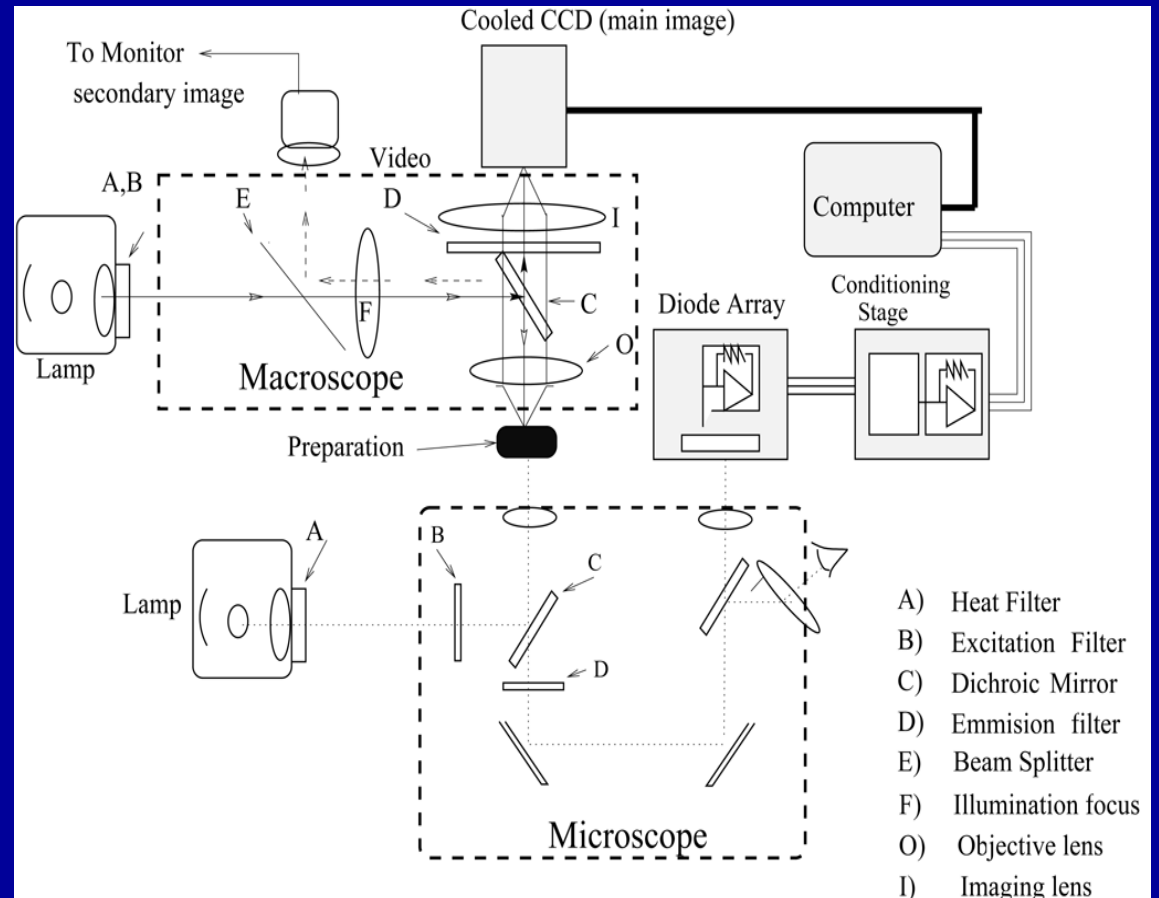 Cooled CCD (main image)
To Monitor
secondary image
Video
A,B
E
D
I
Computer
F
C
Conditioning
Stage
Diode Array
O
Lamp
Macroscope
Preparation
A
B
C
Lamp
D
Microscope
A) Heat Filter
B) Excitation Filter
C) Dichroic Mirror
D) Emmision filter
E) Beam Splitter
F) Illumination focus
O) Objective lens
I) Imaging lens